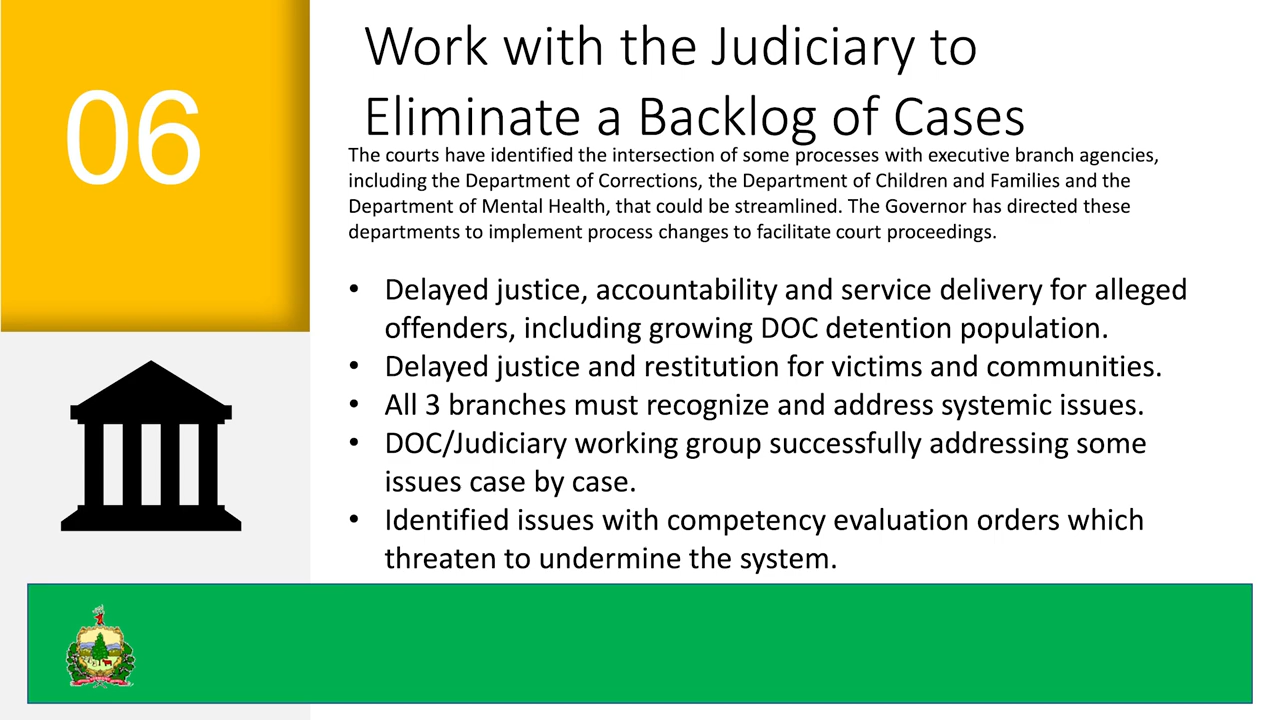 06
Work with the Judiciary to
Eliminate a Backlog of Cases
The courts have identified the intersection of some processes with executive branch agencies,
including the Department of Corrections, the Department of Children and Families and the
Department of Mental Health, that could be streamlined. The Governor has directed these
departments to implement process changes to facilitate court proceedings.
• Delayed justice, accountability and service delivery for alleged
offenders, including growing DOC detention population.
• Delayed justice and restitution for victims and communities.
• All 3 branches must recognize and address systemic issues.
• DOC/Judiciary working group successfully addressing some
issues case by case.
• Identified issues with competency evaluation orders which
threaten to undermine the system.